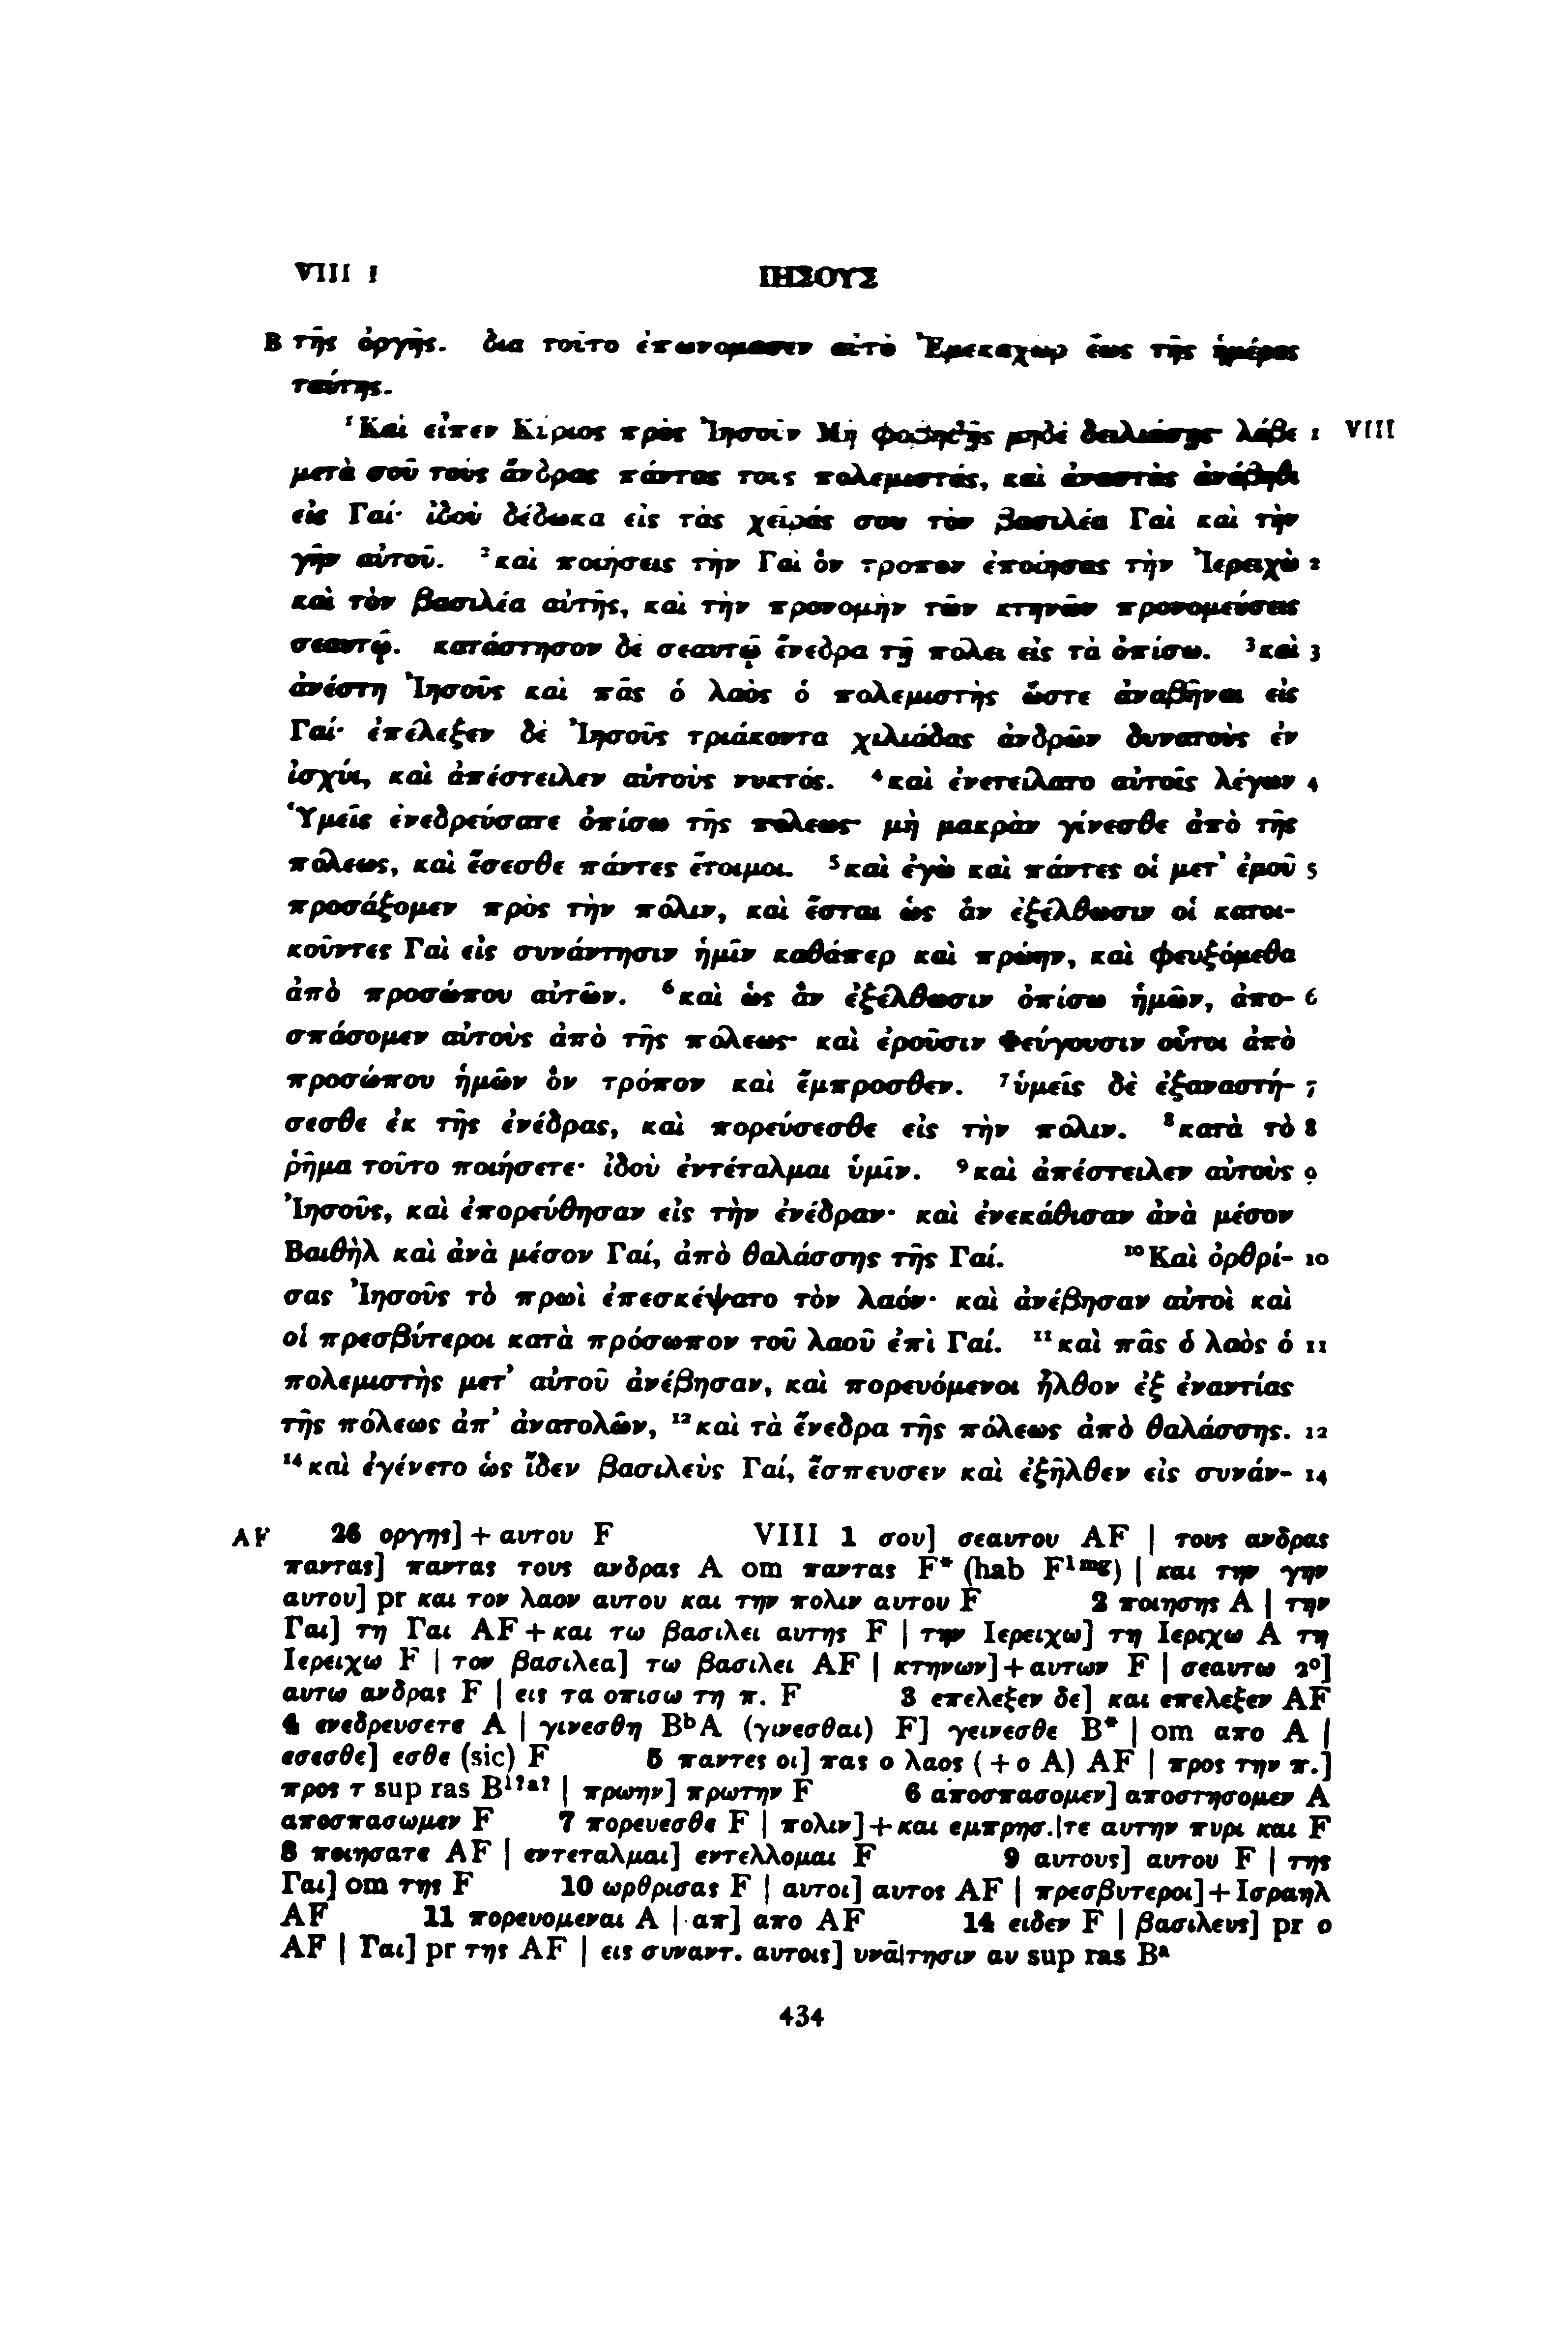 VIII 1 ΙΗΣΟΥΣ
B τῆς ὀργῆς. διὰ τοῦτο ἐπωνόμασεν αὐτὸ Ἐμεκαχὼρ ἕως τῆς ἡμέρας
ταύτης.
¹Καὶ εἶπεν Κύριος πρὸς Ἰησοῦν Μὴ φοβηθῇς μηδὲ δειλιάσῃς· λάβε 1 VIII
μετὰ σοῦ τοὺς ἄνδρας πάντας τοὺς πολεμιστάς, καὶ ἀναστὰς ἀνάβηθι
εἰς Γαί· ἰδοὺ δέδωκα εἰς τὰς χεῖράς σου τὸν βασιλέα Γαὶ καὶ τὴν
γῆν αὐτοῦ. ²καὶ ποιήσεις τὴν Γαὶ ὃν τρόπον ἐποίησας τὴν Ἰερειχὼ 2
καὶ τὸν βασιλέα αὐτῆς, καὶ τὴν προνομὴν τῶν κτηνῶν προνομεύσεις
σεαυτῷ. κατάστησον δὲ σεαυτῷ ἔνεδρα τῇ πόλει εἰς τὰ ὀπίσω. ³καὶ 3
ἀνέστη Ἰησοῦς καὶ πᾶς ὁ λαὸς ὁ πολεμιστὴς ὥστε ἀναβῆναι εἰς
Γαί· ἐπέλεξεν δὲ Ἰησοῦς τριάκοντα χιλιάδας ἀνδρῶν δυνατοὺς ἐν
ἰσχύι, καὶ ἀπέστειλεν αὐτοὺς νυκτός. ⁴καὶ ἐνετείλατο αὐτοῖς λέγων 4
Ὑμεῖς ἐνεδρεύσατε ὀπίσω τῆς πόλεως· μὴ μακρὰν γίνεσθε ἀπὸ τῆς
πόλεως, καὶ ἔσεσθε πάντες ἕτοιμοι. ⁵καὶ ἐγὼ καὶ πάντες οἱ μετ᾽ ἐμοῦ 5
προσάξομεν πρὸς τὴν πόλιν, καὶ ἔσται ὡς ἂν ἐξέλθωσιν οἱ κατοι-
κοῦντες Γαὶ εἰς συνάντησιν ἡμῖν καθάπερ καὶ πρώην, καὶ φευξόμεθα
ἀπὸ προσώπου αὐτῶν. ⁶καὶ ὡς ἂν ἐξέλθωσιν ὀπίσω ἡμῶν, ἀπο- 6
σπάσομεν αὐτοὺς ἀπὸ τῆς πόλεως· καὶ ἐροῦσιν Φεύγουσιν οὗτοι ἀπὸ
προσώπου ἡμῶν ὃν τρόπον καὶ ἔμπροσθεν. ⁷ὑμεῖς δὲ ἐξαναστή- 7
σεσθε ἐκ τῆς ἐνέδρας, καὶ πορεύσεσθε εἰς τὴν πόλιν. ⁸κατὰ τὸ 8
ῥῆμα τοῦτο ποιήσετε· ἰδοὺ ἐντέταλμαι ὑμῖν. ⁹καὶ ἀπέστειλεν αὐτοὺς 9
Ἰησοῦς, καὶ ἐπορεύθησαν εἰς τὴν ἐνέδραν· καὶ ἐνεκάθισαν ἀνὰ μέσον
Βαιθὴλ καὶ ἀνὰ μέσον Γαί, ἀπὸ θαλάσσης τῆς Γαί. ¹⁰Καὶ ὀρθρί- 10
σας Ἰησοῦς τὸ πρωὶ ἐπεσκέψατο τὸν λαόν· καὶ ἀνέβησαν αὐτοὶ καὶ
οἱ πρεσβύτεροι κατὰ πρόσωπον τοῦ λαοῦ ἐπὶ Γαί. ¹¹καὶ πᾶς ὁ λαὸς ὁ 11
πολεμιστὴς μετ᾽ αὐτοῦ ἀνέβησαν, καὶ πορευόμενοι ἦλθον ἐξ ἐναντίας
τῆς πόλεως ἀπ᾽ ἀνατολῶν, ¹²καὶ τὰ ἔνεδρα τῆς πόλεως ἀπὸ θαλάσσης. 12
¹⁴καὶ ἐγένετο ὡς ἴδεν βασιλεὺς Γαί, ἔσπευσεν καὶ ἐξῆλθεν εἰς συνάν- 14
AF 26 οργης] + αυτου F VIII 1 σου] σεαυτου AF | τους ανδρας
παντας] παντας τους ανδρας A om παντας F* (hab F¹ᵐᵍ) | και την γην
αυτου] pr και τον λαον αυτου και την πολιν αυτου F 2 ποιησης A | την
Γαι] τη Γαι AF + και τω βασιλει αυτης F | την Ιερειχω] τη Ιεριχω A τη
Ιερειχω F | τον βασιλεα] τω βασιλει AF | κτηνων] + αυτων F | σεαυτω 2°]
αυτω ανδρας F | εις τα οπισω τη π. F 3 επελεξεν δε] και επελεξεν AF
4 ενεδρευσετε A | γινεσθη BᵇA (γινεσθαι) F] γεινεσθε B* | om απο A |
εσεσθε] εσθε (sic) F 5 παντες οι] πας ο λαος (+ ο A) AF | προς την π.]
προς τ sup ras B¹ˀᵃˀ | πρωην] πρωτην F 6 αποσπασομεν] αποστησομεν A
αποσπασωμεν F 7 πορευεσθε F | πολιν] + και εμπρησ.|τε αυτην πυρι και F
8 ποιησατε AF | εντεταλμαι] εντελλομαι F 9 αυτους] αυτου F | της
Γαι] om της F 10 ωρθρισας F | αυτοι] αυτος AF | πρεσβυτεροι] + Ισραηλ
AF 11 πορευομεναι A | απ] απο AF 14 ειδεν F | βασιλευς] pr ο
AF | Γαι] pr της AF | εις συναντ. αυτοις] υνᾱ|τησιν αυ sup ras Bᵃ
434